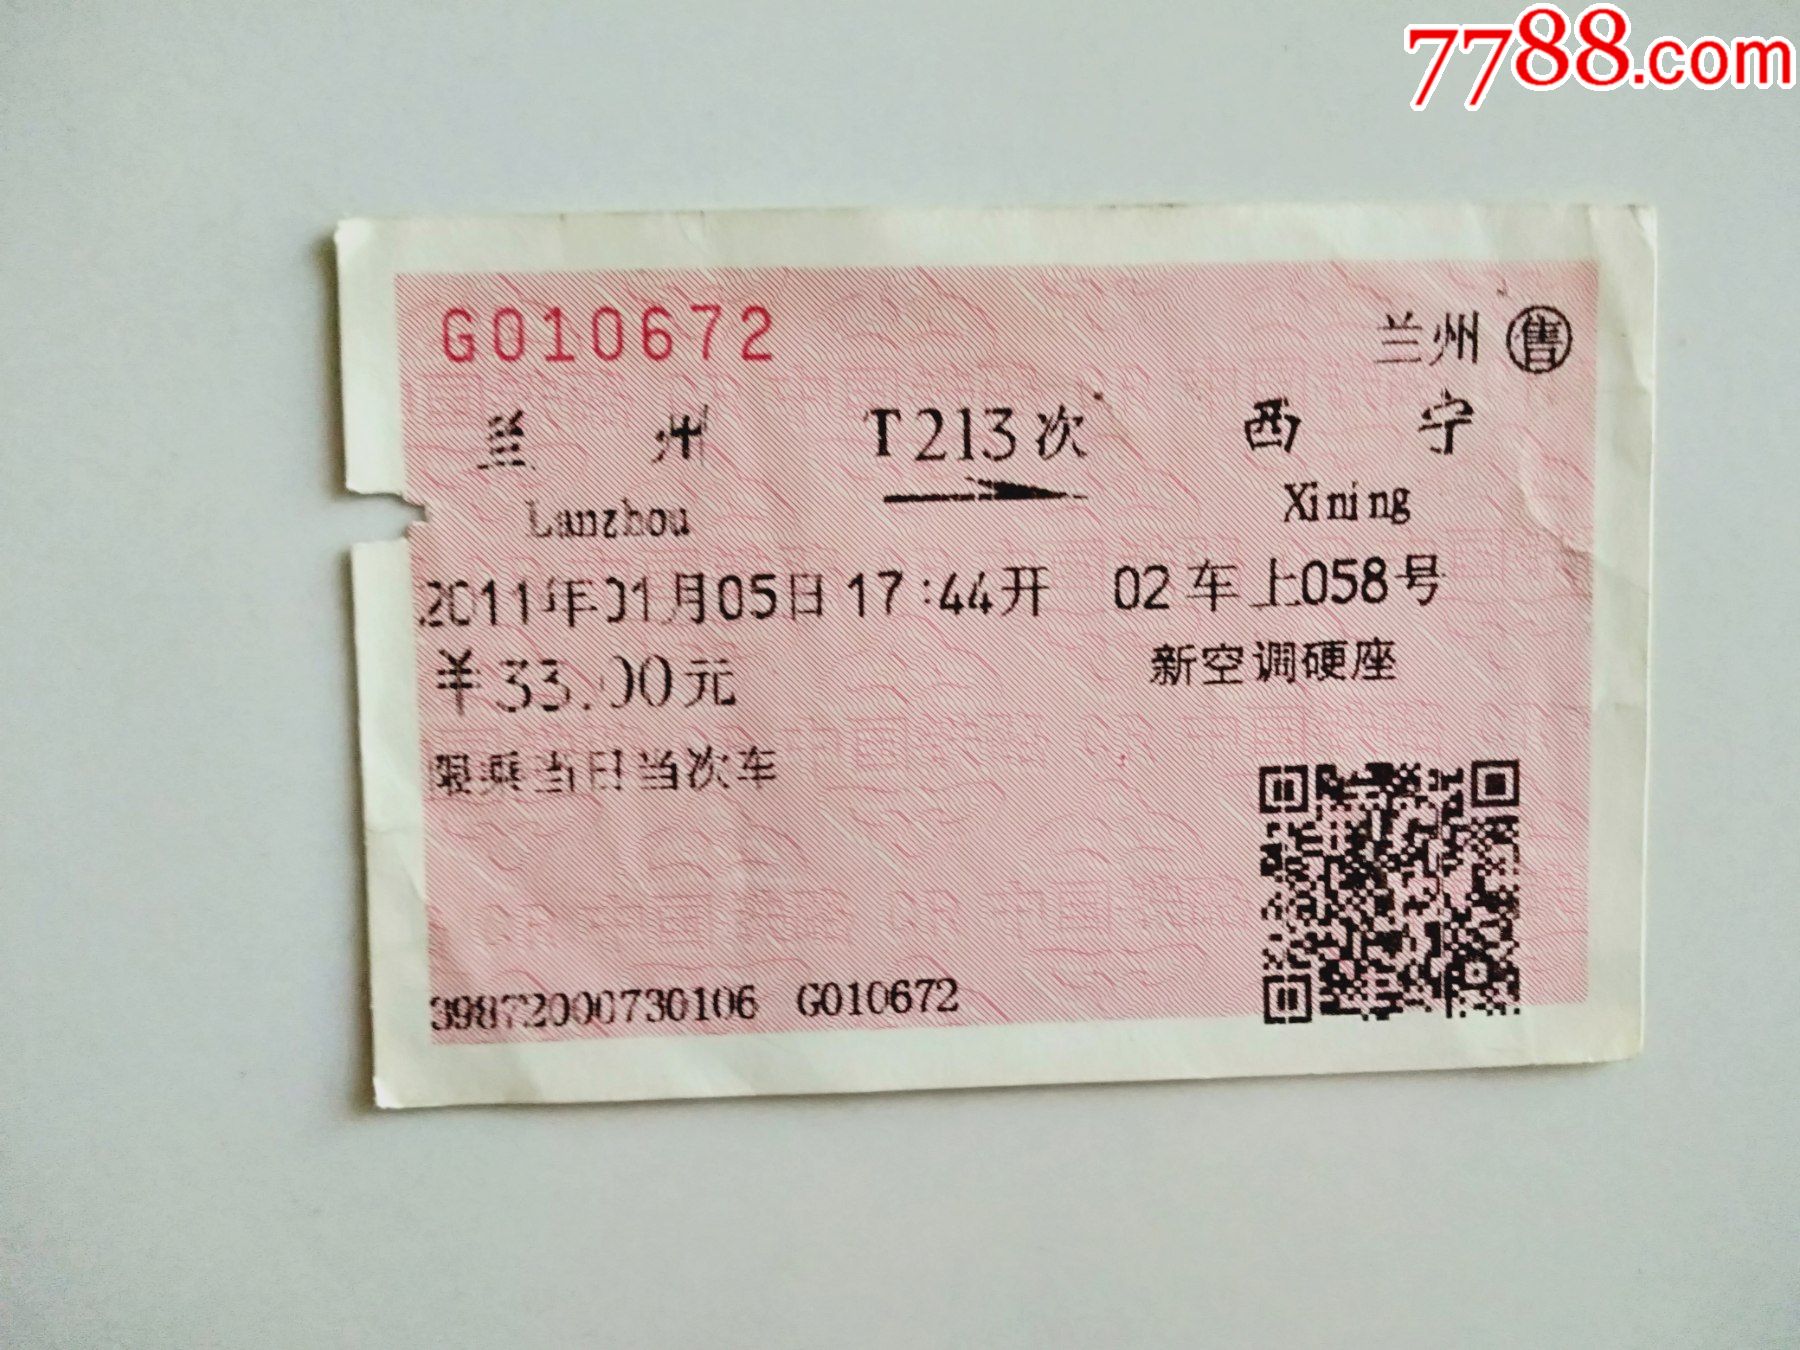 7788.com
G010672 兰州 售
兰州 T213次 西宁
Lanzhou Xining
2011年01月05日17:44开 02车上058号
¥33.00元 新空调硬座
限乘当日当次车
39872000730106 G010672